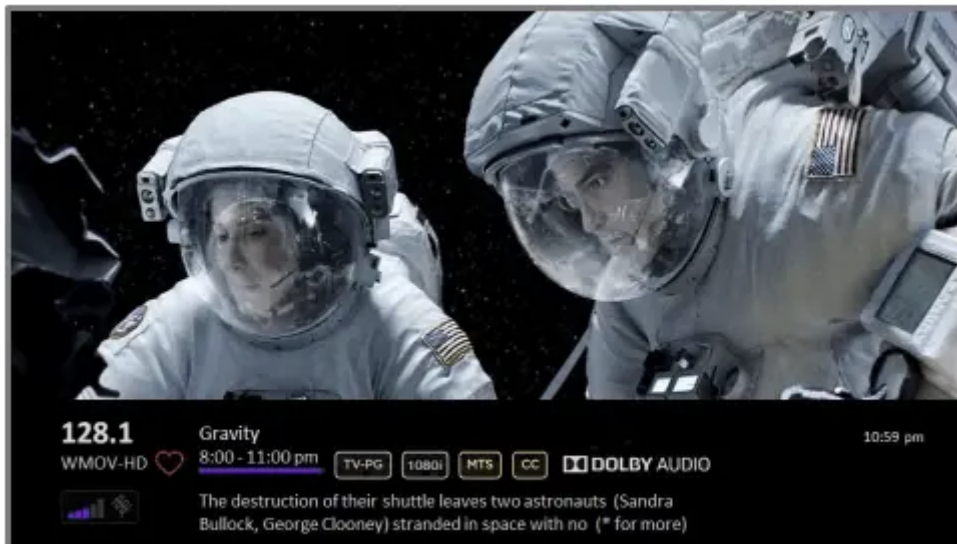 128.1
Gravity
10:59 pm
WMOV-HD
8:00 - 11:00 pm
TV-PG
1080i
MTS
CC
DOLBY AUDIO
The destruction of their shuttle leaves two astronauts (Sandra
Bullock, George Clooney) stranded in space with no (* for more)